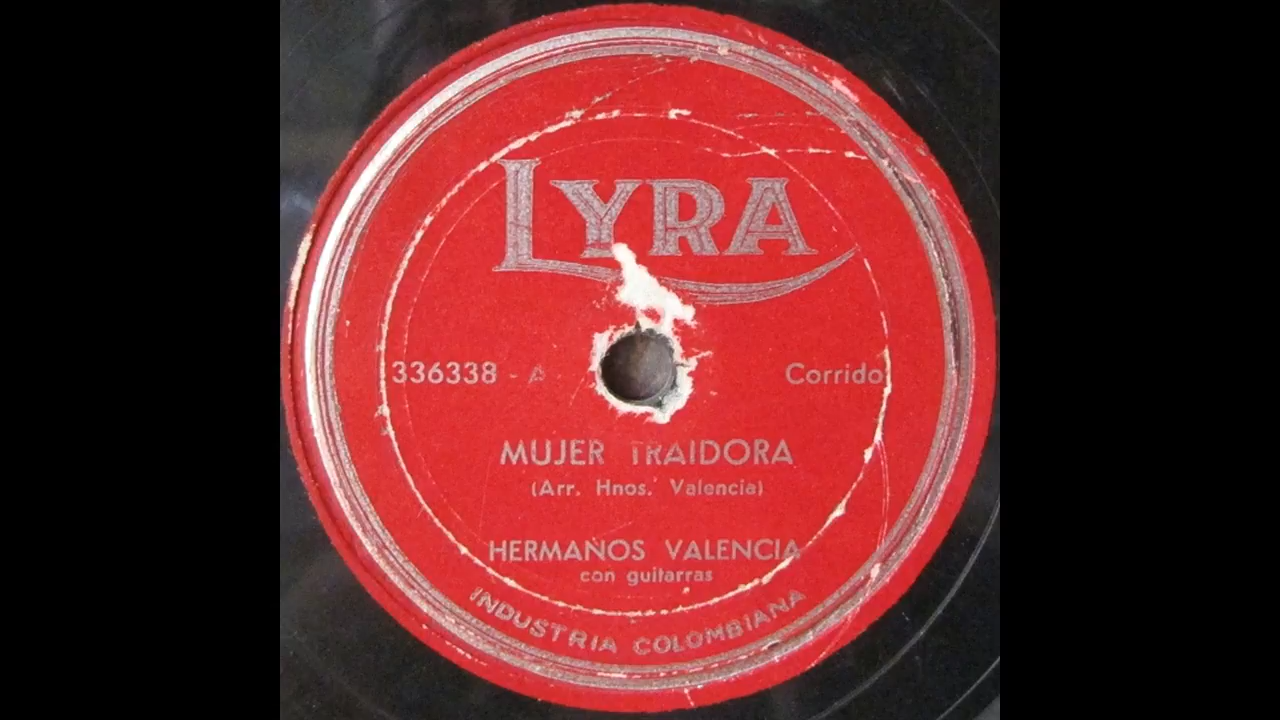 LYRA
336338 - A
Corrido
MUJER TRAIDORA
(Arr. Hnos. Valencia)
HERMANOS VALENCIA
con guitarras
INDUSTRIA COLOMBIANA